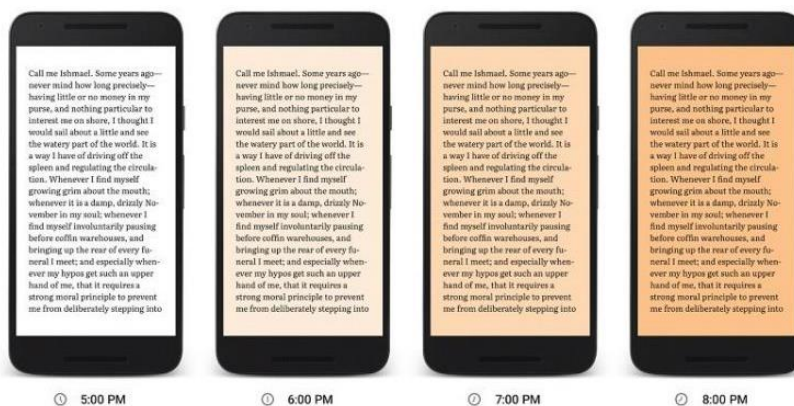 Call me Ishmael. Some years ago—
never mind how long precisely—
having little or no money in my
purse, and nothing particular to
interest me on shore, I thought I
would sail about a little and see
the watery part of the world. It is
a way I have of driving off the
spleen and regulating the circula-
tion. Whenever I find myself
growing grim about the mouth;
whenever it is a damp, drizzly No-
vember in my soul; whenever I
find myself involuntarily pausing
before coffin warehouses, and
bringing up the rear of every fu-
neral I meet; and especially when-
ever my hypos get such an upper
hand of me, that it requires a
strong moral principle to prevent
me from deliberately stepping into
5:00 PM
Call me Ishmael. Some years ago—
never mind how long precisely—
having little or no money in my
purse, and nothing particular to
interest me on shore, I thought I
would sail about a little and see
the watery part of the world. It is
a way I have of driving off the
spleen and regulating the circula-
tion. Whenever I find myself
growing grim about the mouth;
whenever it is a damp, drizzly No-
vember in my soul; whenever I
find myself involuntarily pausing
before coffin warehouses, and
bringing up the rear of every fu-
neral I meet; and especially when-
ever my hypos get such an upper
hand of me, that it requires a
strong moral principle to prevent
me from deliberately stepping into
6:00 PM
Call me Ishmael. Some years ago—
never mind how long precisely—
having little or no money in my
purse, and nothing particular to
interest me on shore, I thought I
would sail about a little and see
the watery part of the world. It is
a way I have of driving off the
spleen and regulating the circula-
tion. Whenever I find myself
growing grim about the mouth;
whenever it is a damp, drizzly No-
vember in my soul; whenever I
find myself involuntarily pausing
before coffin warehouses, and
bringing up the rear of every fu-
neral I meet; and especially when-
ever my hypos get such an upper
hand of me, that it requires a
strong moral principle to prevent
me from deliberately stepping into
7:00 PM
Call me Ishmael. Some years ago—
never mind how long precisely—
having little or no money in my
purse, and nothing particular to
interest me on shore, I thought I
would sail about a little and see
the watery part of the world. It is
a way I have of driving off the
spleen and regulating the circula-
tion. Whenever I find myself
growing grim about the mouth;
whenever it is a damp, drizzly No-
vember in my soul; whenever I
find myself involuntarily pausing
before coffin warehouses, and
bringing up the rear of every fu-
neral I meet; and especially when-
ever my hypos get such an upper
hand of me, that it requires a
strong moral principle to prevent
me from deliberately stepping into
8:00 PM